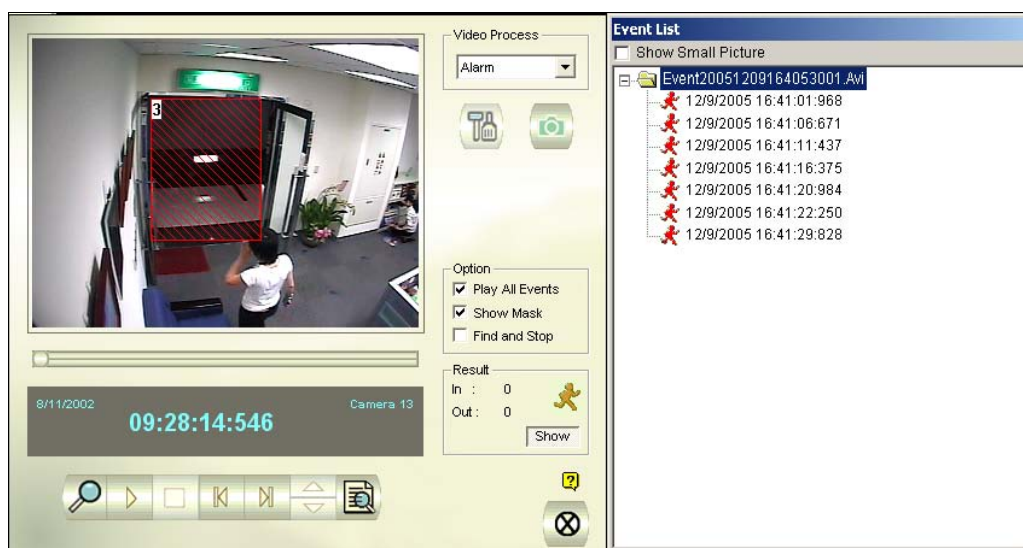 3
8/11/2002
Camera 13
09:28:14:546
Video Process
Alarm
Option
Play All Events
Show Mask
Find and Stop
Result
In : 0
Out : 0
Show
?
Event List
Show Small Picture
Event20051209164053001.Avi
12/9/2005 16:41:01:968
12/9/2005 16:41:06:671
12/9/2005 16:41:11:437
12/9/2005 16:41:16:375
12/9/2005 16:41:20:984
12/9/2005 16:41:22:250
12/9/2005 16:41:29:828